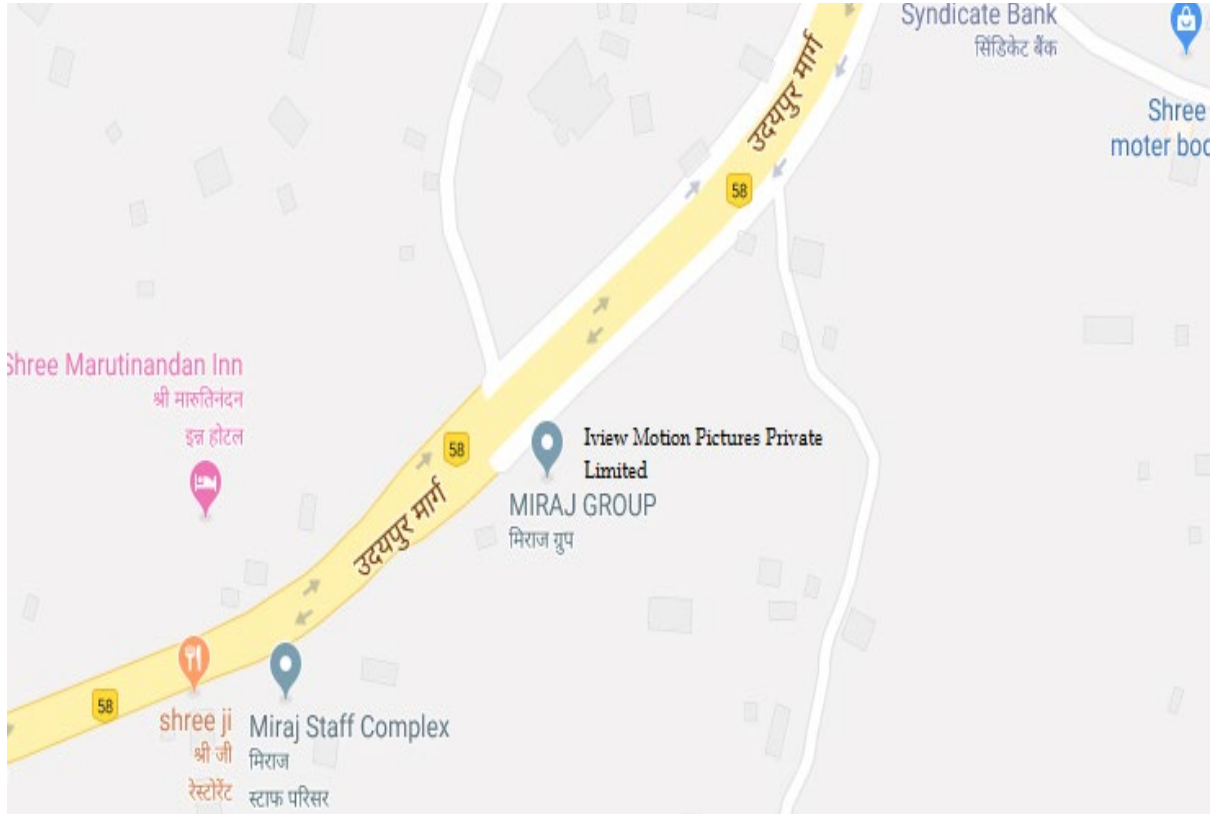 Syndicate Bank
सिंडिकेट बैंक
उदयपुर मार्ग
Shree
moter boo
58
Shree Marutinandan Inn
श्री मारुतिनंदन
इन्न होटल
58
Iview Motion Pictures Private
Limited
MIRAJ GROUP
मिराज ग्रुप
उदयपुर मार्ग
58
shree ji
श्री जी
रेस्टोरेंट
Miraj Staff Complex
मिराज
स्टाफ परिसर